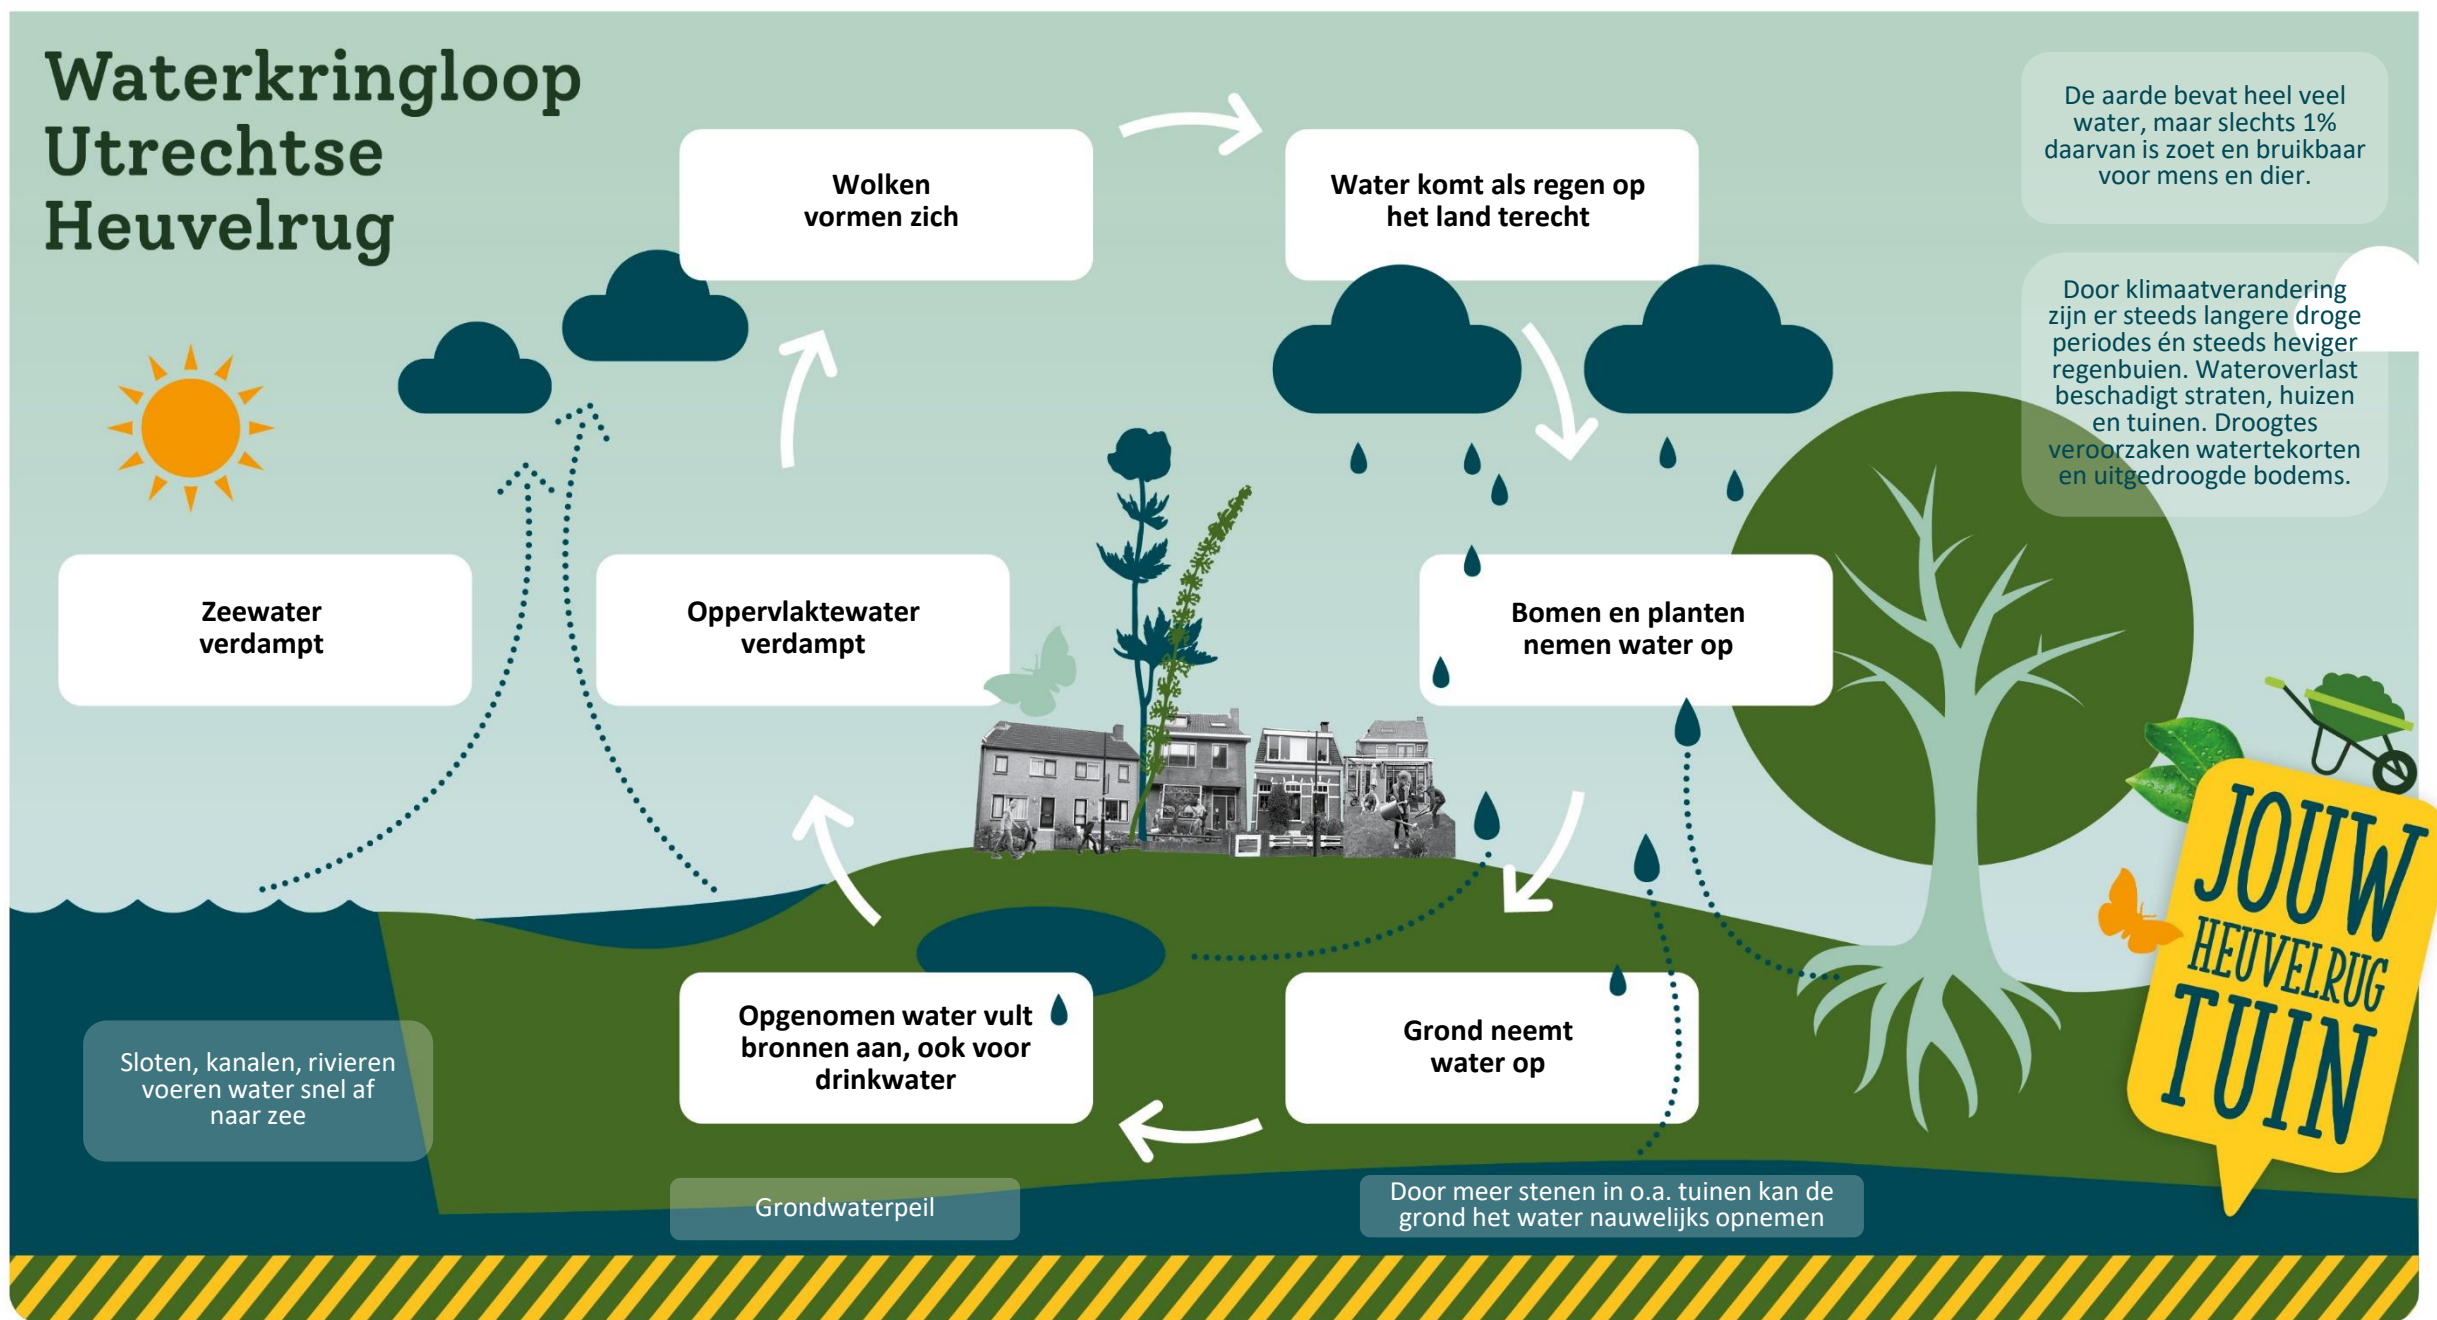 Waterkringloop
Utrechtse
Heuvelrug
Wolken
vormen zich
Water komt als regen op
het land terecht
De aarde bevat heel veel
water, maar slechts 1%
daarvan is zoet en bruikbaar
voor mens en dier.
Door klimaatverandering
zijn er steeds langere droge
periodes én steeds heviger
regenbuien. Wateroverlast
beschadigt straten, huizen
en tuinen. Droogtes
veroorzaken watertekorten
en uitgedroogde bodems.
Zeewater
verdampt
Oppervlaktewater
verdampt
Bomen en planten
nemen water op
Opgenomen water vult
bronnen aan, ook voor
drinkwater
Grond neemt
water op
Sloten, kanalen, rivieren
voeren water snel af
naar zee
Grondwaterpeil
Door meer stenen in o.a. tuinen kan de
grond het water nauwelijks opnemen
JOUW
HEUVELRUG
TUIN